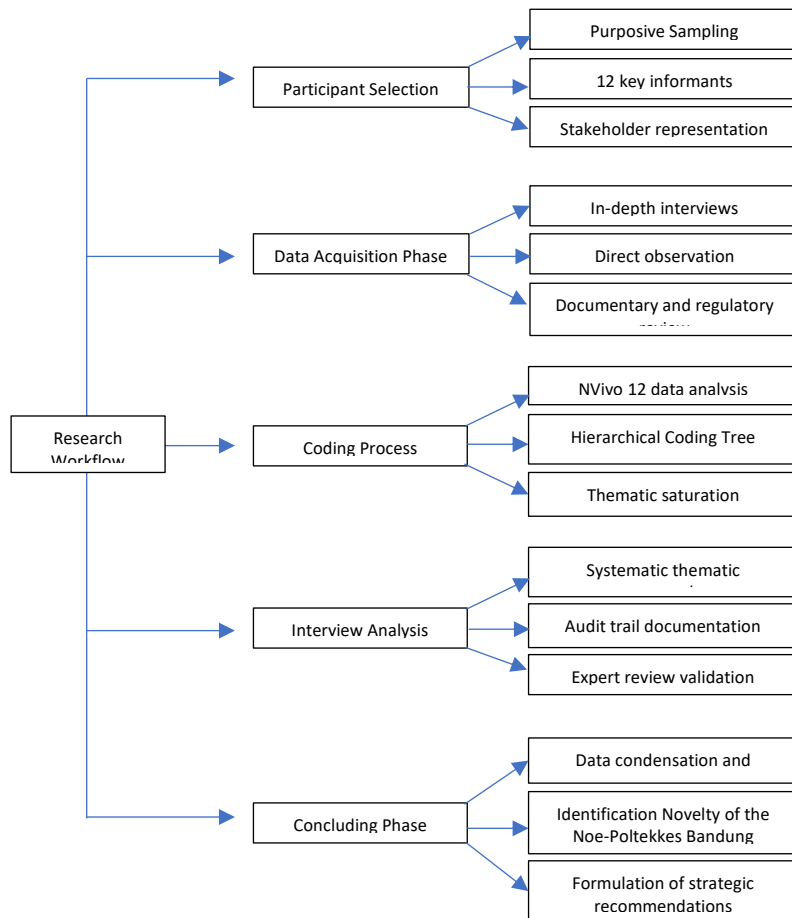 Research
Workflow
Participant Selection
Purposive Sampling
12 key informants
Stakeholder representation
Data Acquisition Phase
In-depth interviews
Direct observation
Documentary and regulatory
review
Coding Process
NVivo 12 data analysis
Hierarchical Coding Tree
Thematic saturation
Interview Analysis
Systematic thematic
Audit trail documentation
Expert review validation
Concluding Phase
Data condensation and
Identification Novelty of the
Noe-Poltekkes Bandung
Formulation of strategic
recommendations